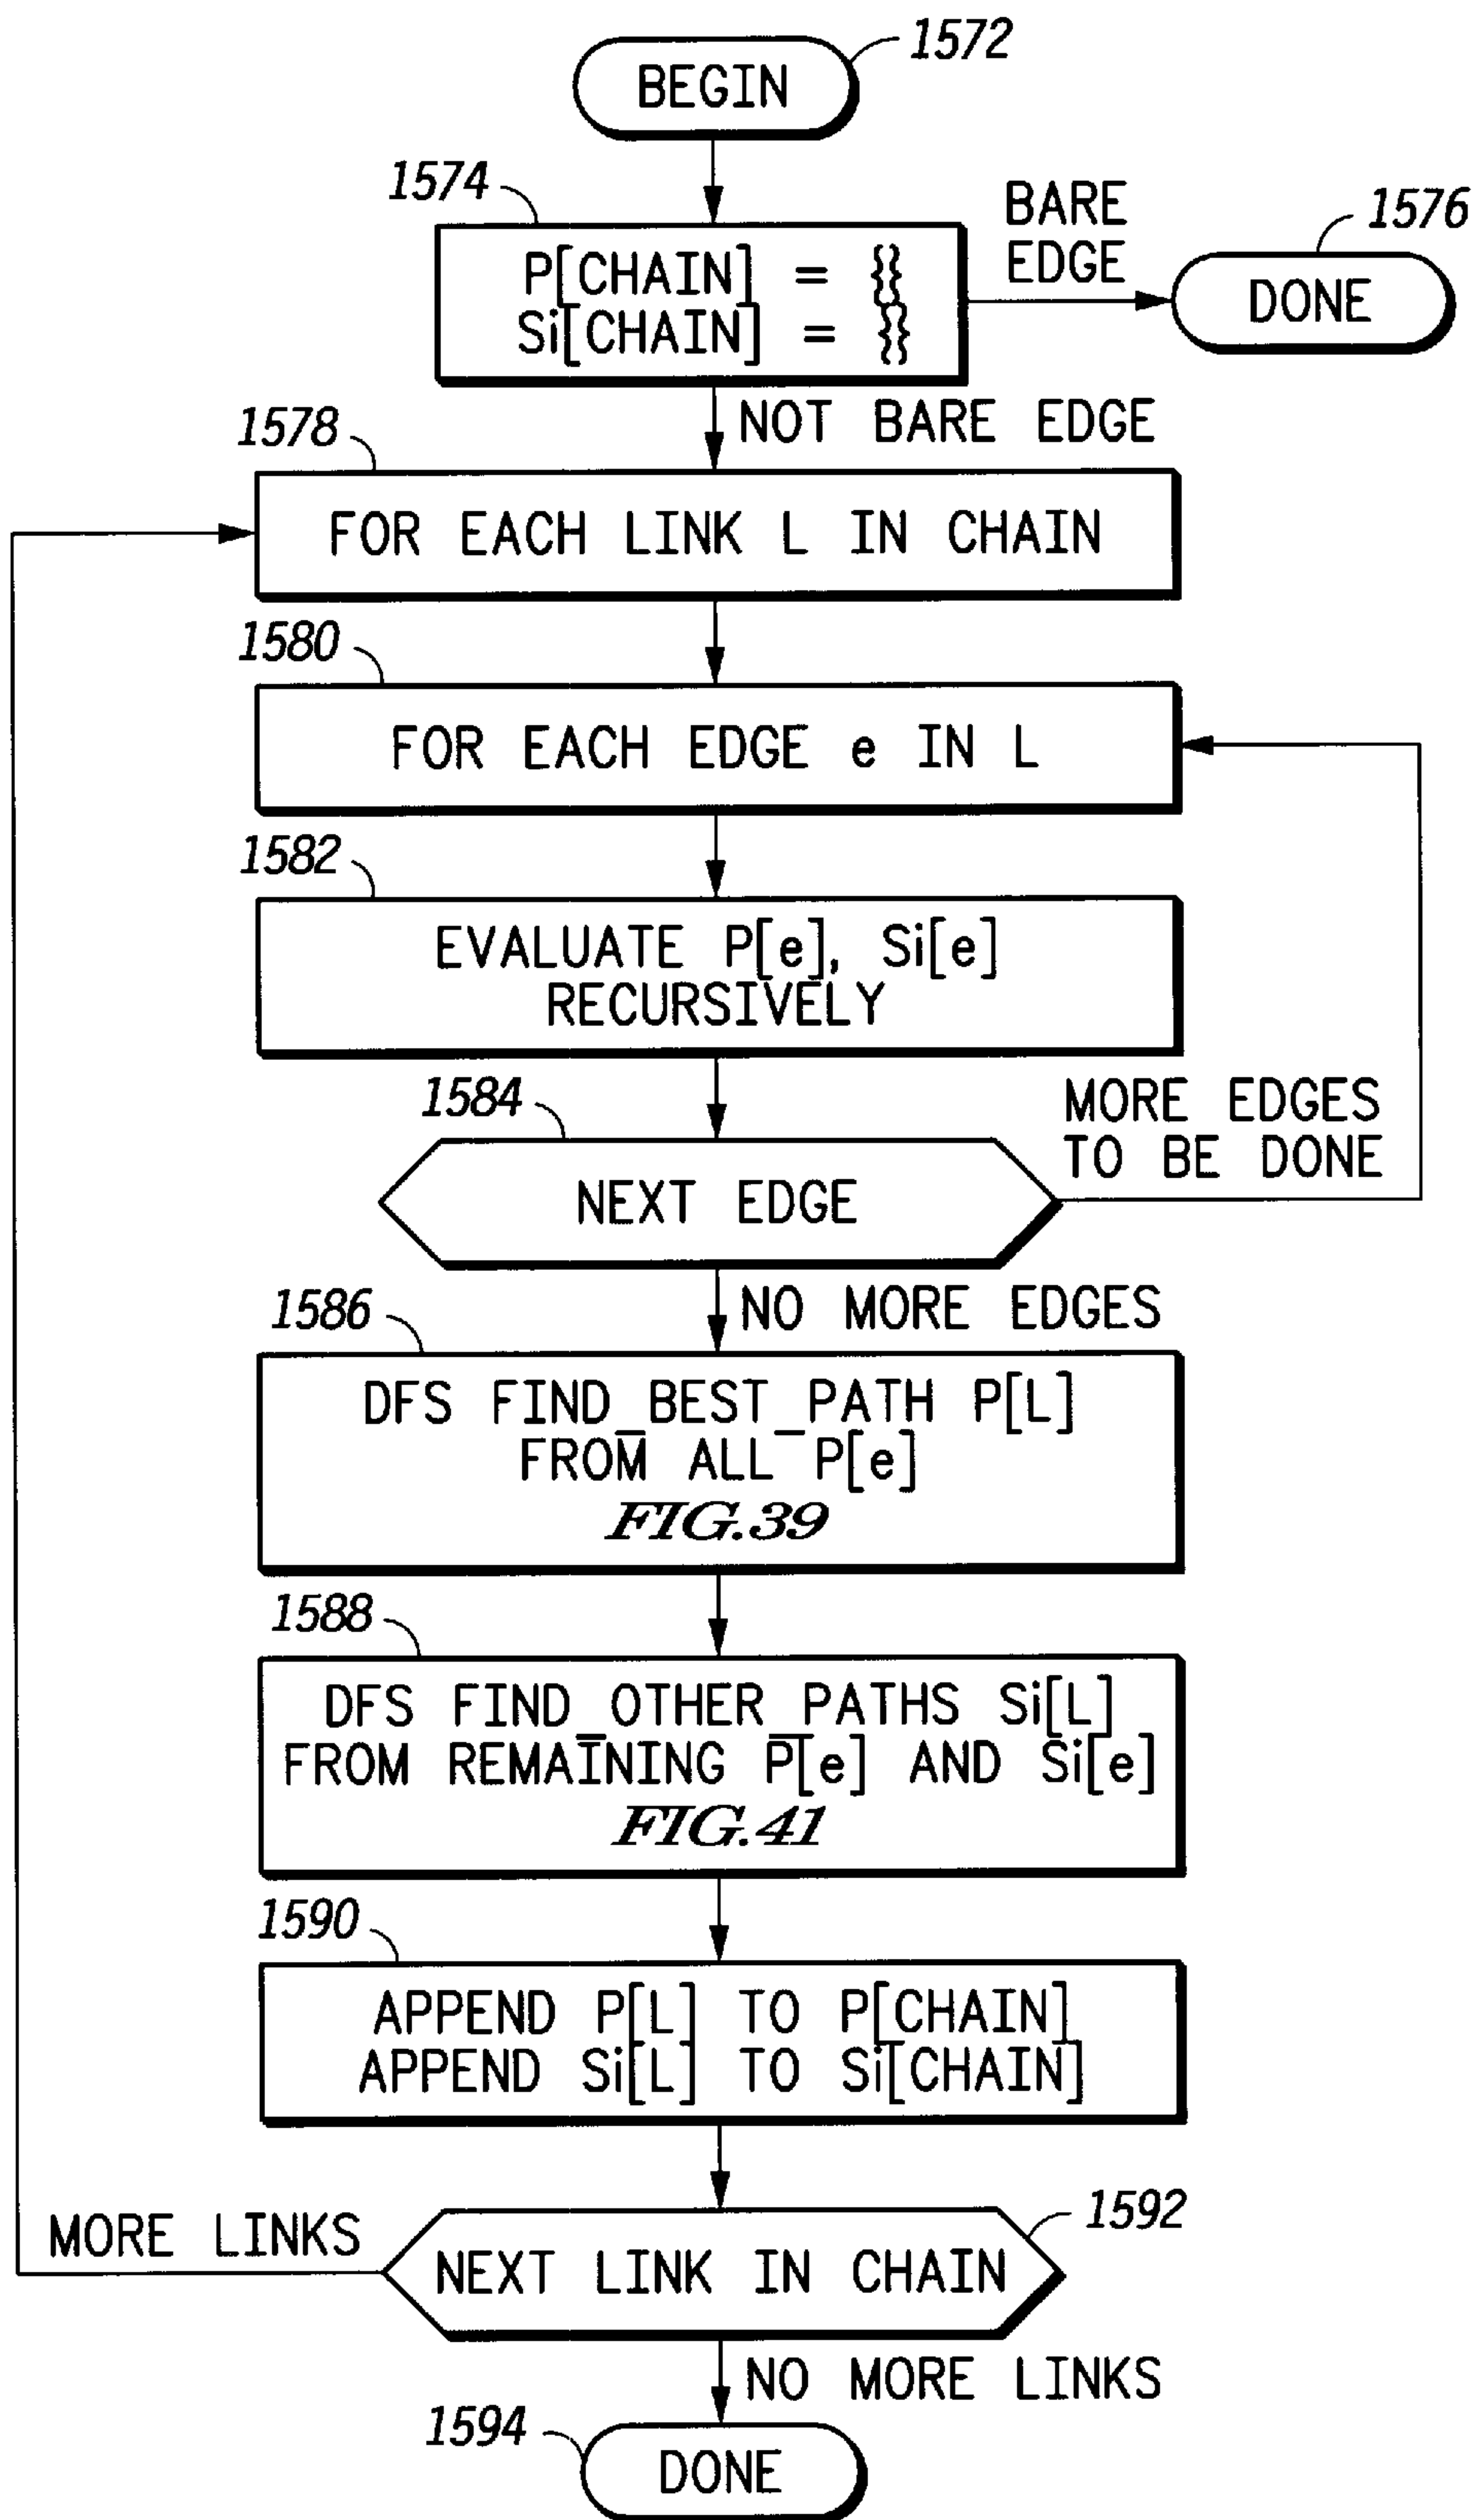 1572
BEGIN
1574
P[CHAIN] = {}
Si[CHAIN] = {}
BARE
EDGE
1576
DONE
NOT BARE EDGE
1578
FOR EACH LINK L IN CHAIN
1580
FOR EACH EDGE e IN L
1582
EVALUATE P[e], Si[e]
RECURSIVELY
1584
NEXT EDGE
MORE EDGES
TO BE DONE
NO MORE EDGES
1586
DFS FIND_BEST_PATH P[L]
FROM ALL P[e]
FIG.39
1588
DFS FIND_OTHER_PATHS Si[L]
FROM REMAINING P[e] AND Si[e]
FIG.41
1590
APPEND P[L] TO P[CHAIN]
APPEND Si[L] TO Si[CHAIN]
1592
NEXT LINK IN CHAIN
MORE LINKS
NO MORE LINKS
1594
DONE